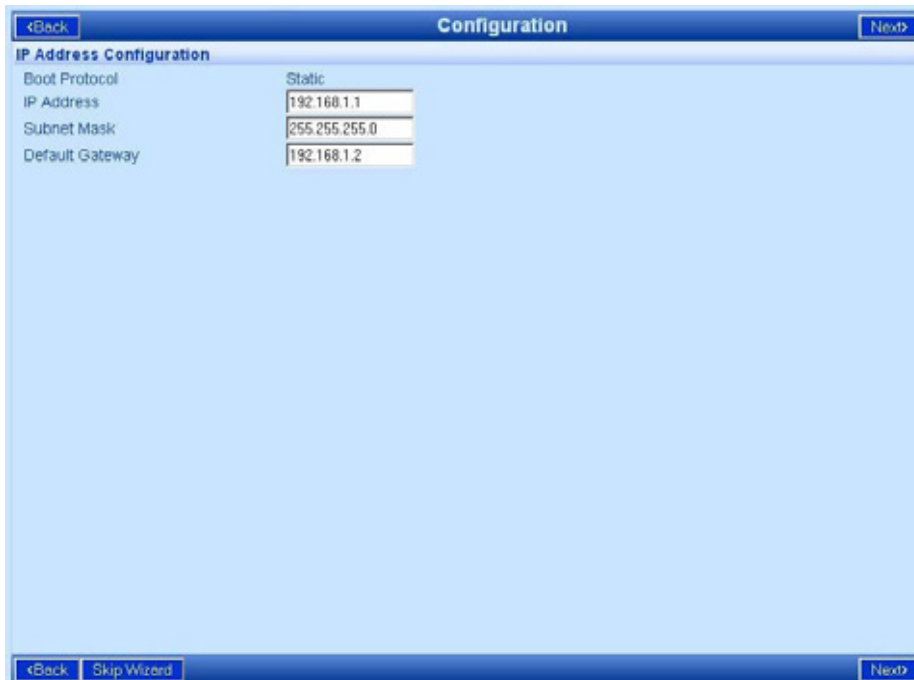 <Back Configuration Next>
IP Address Configuration
Boot Protocol Static
IP Address 192.168.1.1
Subnet Mask 255.255.255.0
Default Gateway 192.168.1.2
<Back Skip Wizard Next>